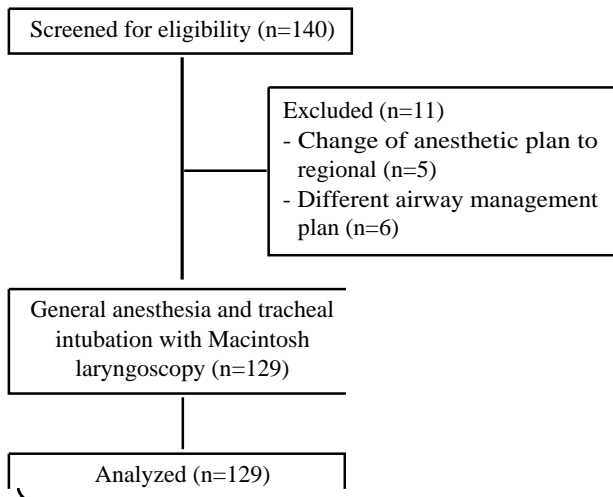 Screened for eligibility (n=140)
Excluded (n=11)
- Change of anesthetic plan to
regional (n=5)
- Different airway management
plan (n=6)
General anesthesia and tracheal
intubation with Macintosh
laryngoscopy (n=129)
Analyzed (n=129)